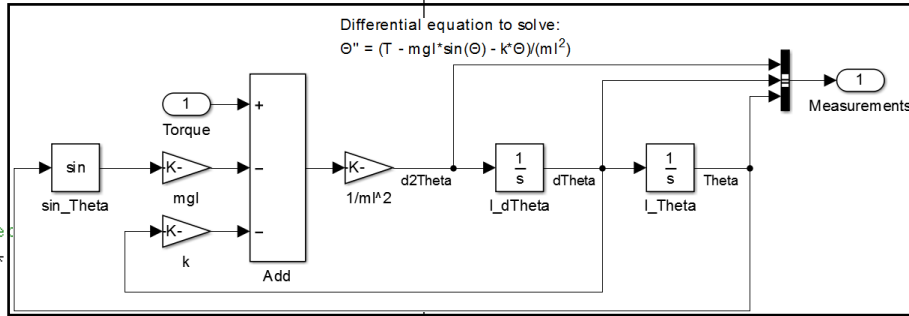 Differential equation to solve:
Θ'' = (T - mgl*sin(Θ) - k*Θ)/(ml²)
1
Torque
+
1
Measurements
sin
sin_Theta
K-
mgl
−
K-
1/ml^2
d2Theta
1
s
I_dTheta
dTheta
1
s
I_Theta
Theta
K-
k
−
Add
*